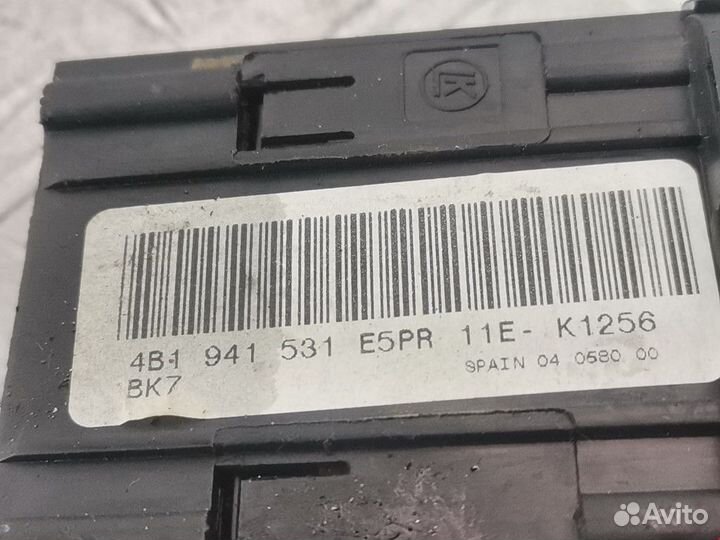 4B1 941 531 E5PR 11E- K1256
BK7
SPAIN 04 0580 00
Avito